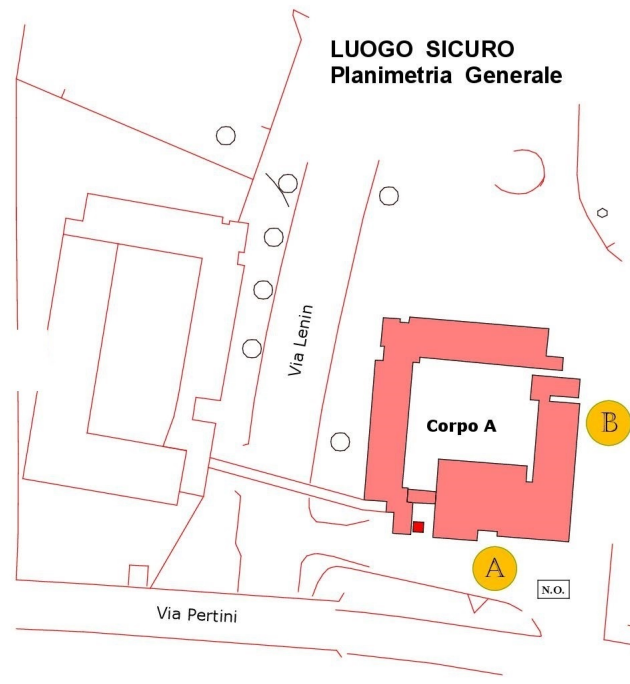 LUOGO SICURO
Planimetria Generale
Via Lenin
Corpo A
B
A
N.O.
Via Pertini